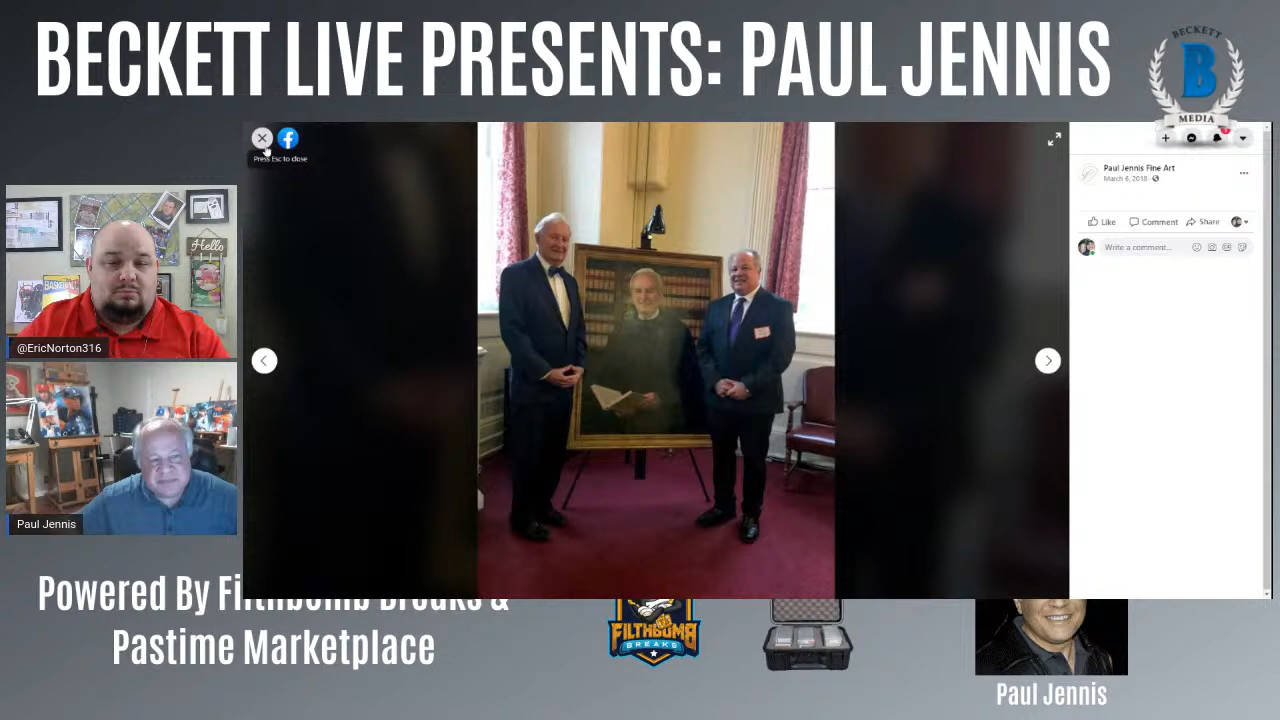 BECKETT LIVE PRESENTS: PAUL JENNIS
BECKETT
B
MEDIA
Press Esc to close
Paul Jennis Fine Art
March 6, 2018
Like Comment Share
Write a comment...
Hello
BASKETBALL
@EricNorton316
Paul Jennis
Powered By Filthbomb Breaks &
Pastime Marketplace
FILTHBOMB
BREAKS
Paul Jennis